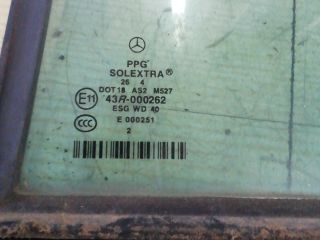 PPG
SOLEXTRA®
26 4
DOT18 AS2 M527
E11 43R-000262
ESG WD 40
CCC E 000251
2